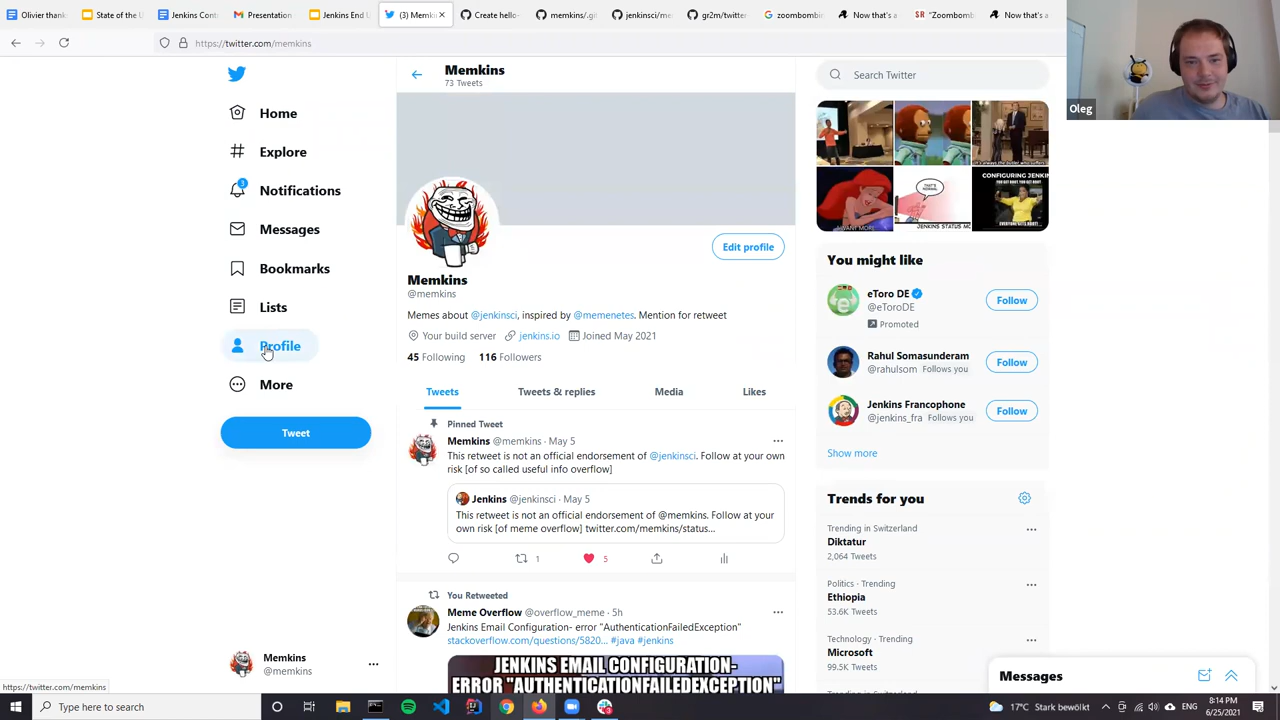 Olivier thanke
State of the U
Jenkins Cont
Presentation
Jenkins End U
(3) Memki
Create hello-
memkins/.git
jenkinsci/me
gr2m/twitter
zoombombin
Now that's a
"Zoombomb
Now that's a
https://twitter.com/memkins
Oleg
Home
Explore
3
Notifications
Messages
Bookmarks
Lists
Profile
More
Tweet
Memkins
@memkins
https://twitter.com/memkins
Memkins
73 Tweets
Edit profile
Memkins
@memkins
Memes about @jenkinsci, inspired by @memenetes. Mention for retweet
Your build server jenkins.io Joined May 2021
45 Following 116 Followers
Tweets Tweets & replies Media Likes
Pinned Tweet
Memkins @memkins · May 5
This retweet is not an official endorsement of @jenkinsci. Follow at your own
risk [of so called useful info overflow]
Jenkins @jenkinsci · May 5
This retweet is not an official endorsement of @memkins. Follow at your
own risk [of meme overflow] twitter.com/memkins/status...
1 5
You Retweeted
Meme Overflow @overflow_meme · 5h
Jenkins Email Configuration- error "AuthenticationFailedException"
stackoverflow.com/questions/5820... #java #jenkins
JENKINS EMAIL CONFIGURATION-
ERROR "AUTHENTICATIONFAILEDEXCEPTION"
Search Twitter
CONFIGURING JENKIN
You might like
eToro DE
@eToroDE
Promoted
Follow
Rahul Somasunderam
@rahulsom Follows you
Follow
Jenkins Francophone
@jenkins_fra Follows you
Follow
Show more
Trends for you
Trending in Switzerland
Diktatur
2,064 Tweets
Politics · Trending
Ethiopia
53.6K Tweets
Technology · Trending
Microsoft
99.5K Tweets
Messages
Type here to search
17°C Stark bewölkt
8:14 PM
6/25/2021